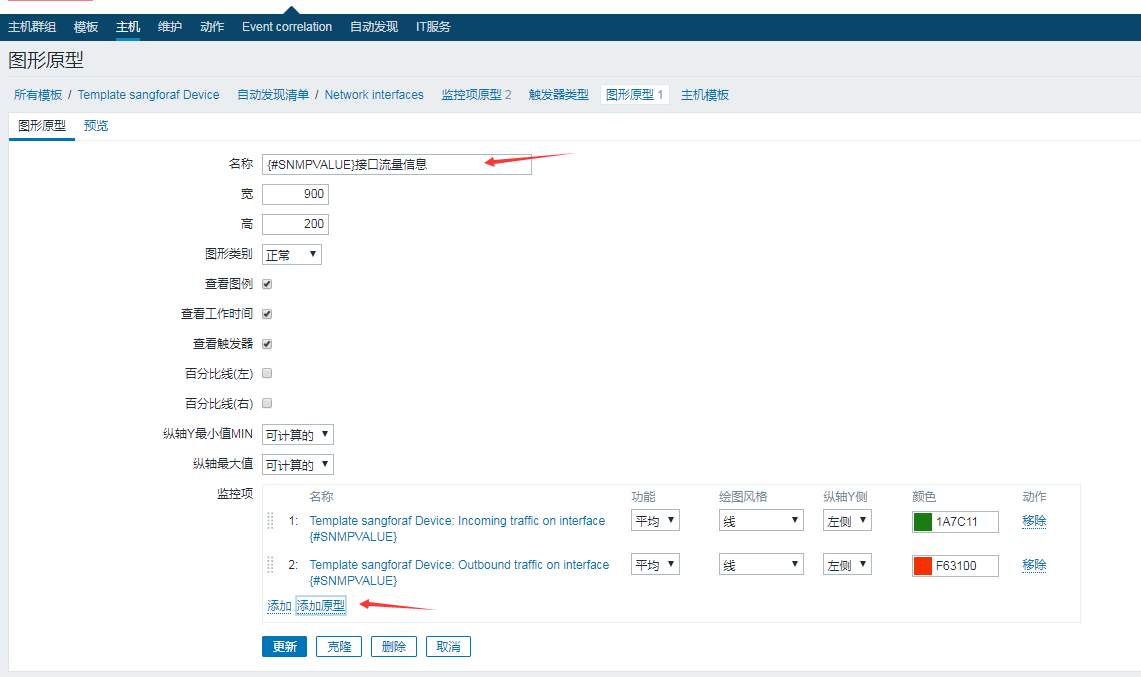 主机群组 模板 主机 维护 动作 Event correlation 自动发现 IT服务
图形原型
所有模板 / Template sangforaf Device 自动发现清单 / Network interfaces 监控项原型 2 触发器类型 图形原型 1 主机模板
图形原型 预览
名称 {#SNMPVALUE}接口流量信息
宽 900
高 200
图形类别 正常
查看图例
查看工作时间
查看触发器
百分比线(左)
百分比线(右)
纵轴Y最小值MIN 可计算的
纵轴最大值 可计算的
监控项 名称 功能 绘图风格 纵轴Y侧 颜色 动作
1: Template sangforaf Device: Incoming traffic on interface 平均 线 左侧 1A7C11 移除
{#SNMPVALUE}
2: Template sangforaf Device: Outbound traffic on interface 平均 线 左侧 F63100 移除
{#SNMPVALUE}
添加 添加原型
更新 克隆 删除 取消